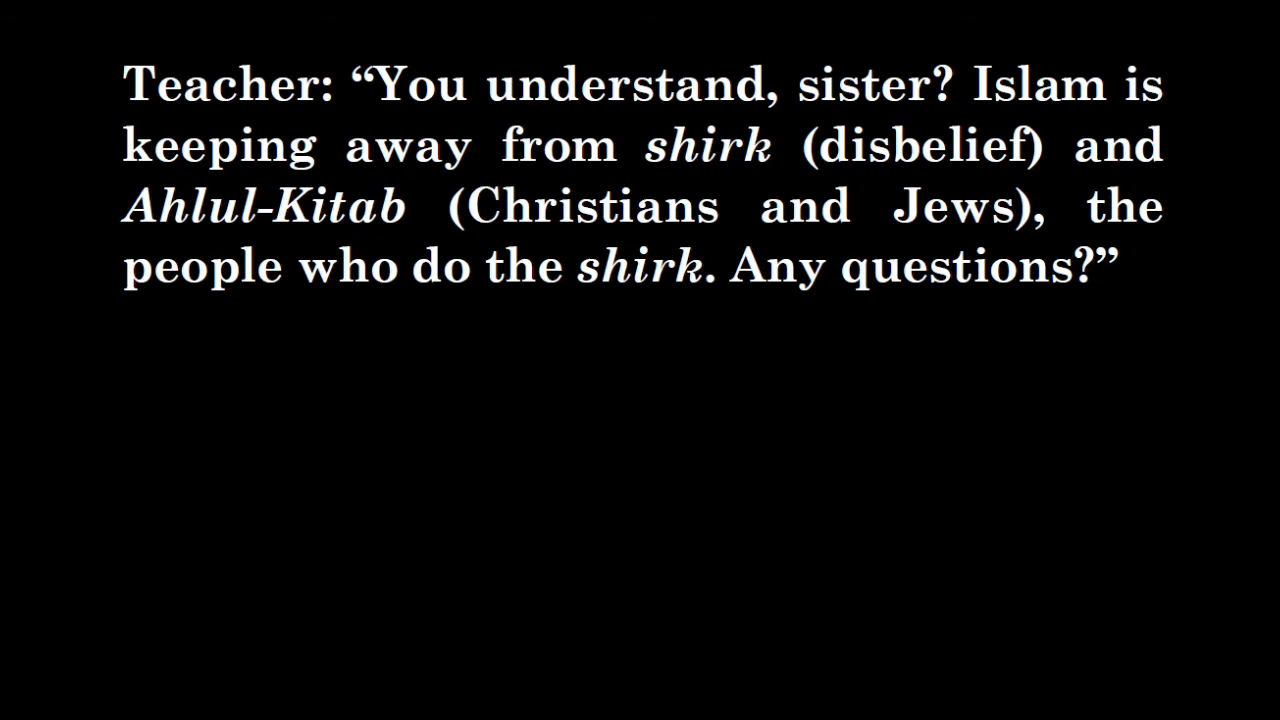 Teacher: “You understand, sister? Islam is
keeping away from shirk (disbelief) and
Ahlul-Kitab (Christians and Jews), the
people who do the shirk. Any questions?”